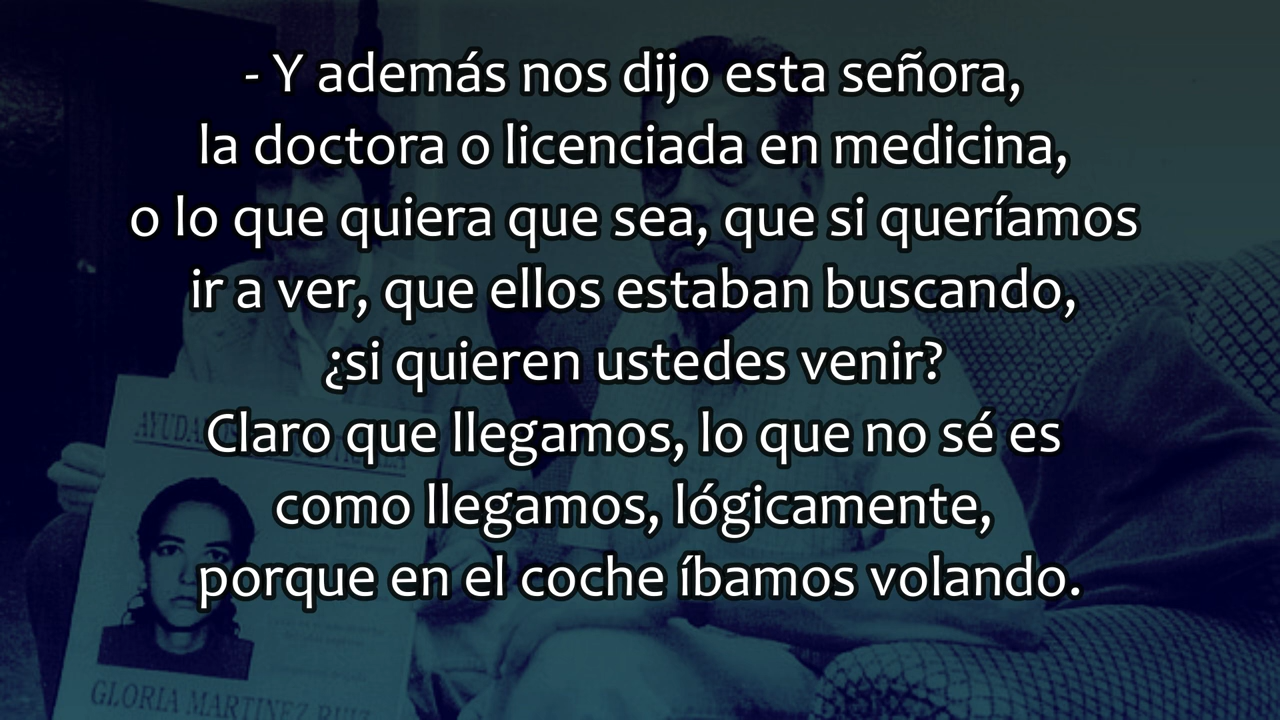 - Y además nos dijo esta señora,
la doctora o licenciada en medicina,
o lo que quiera que sea, que si queríamos
ir a ver, que ellos estaban buscando,
¿si quieren ustedes venir?
Claro que llegamos, lo que no sé es
como llegamos, lógicamente,
porque en el coche íbamos volando.
AYUDA
GLORIA MARTINEZ RUIZ